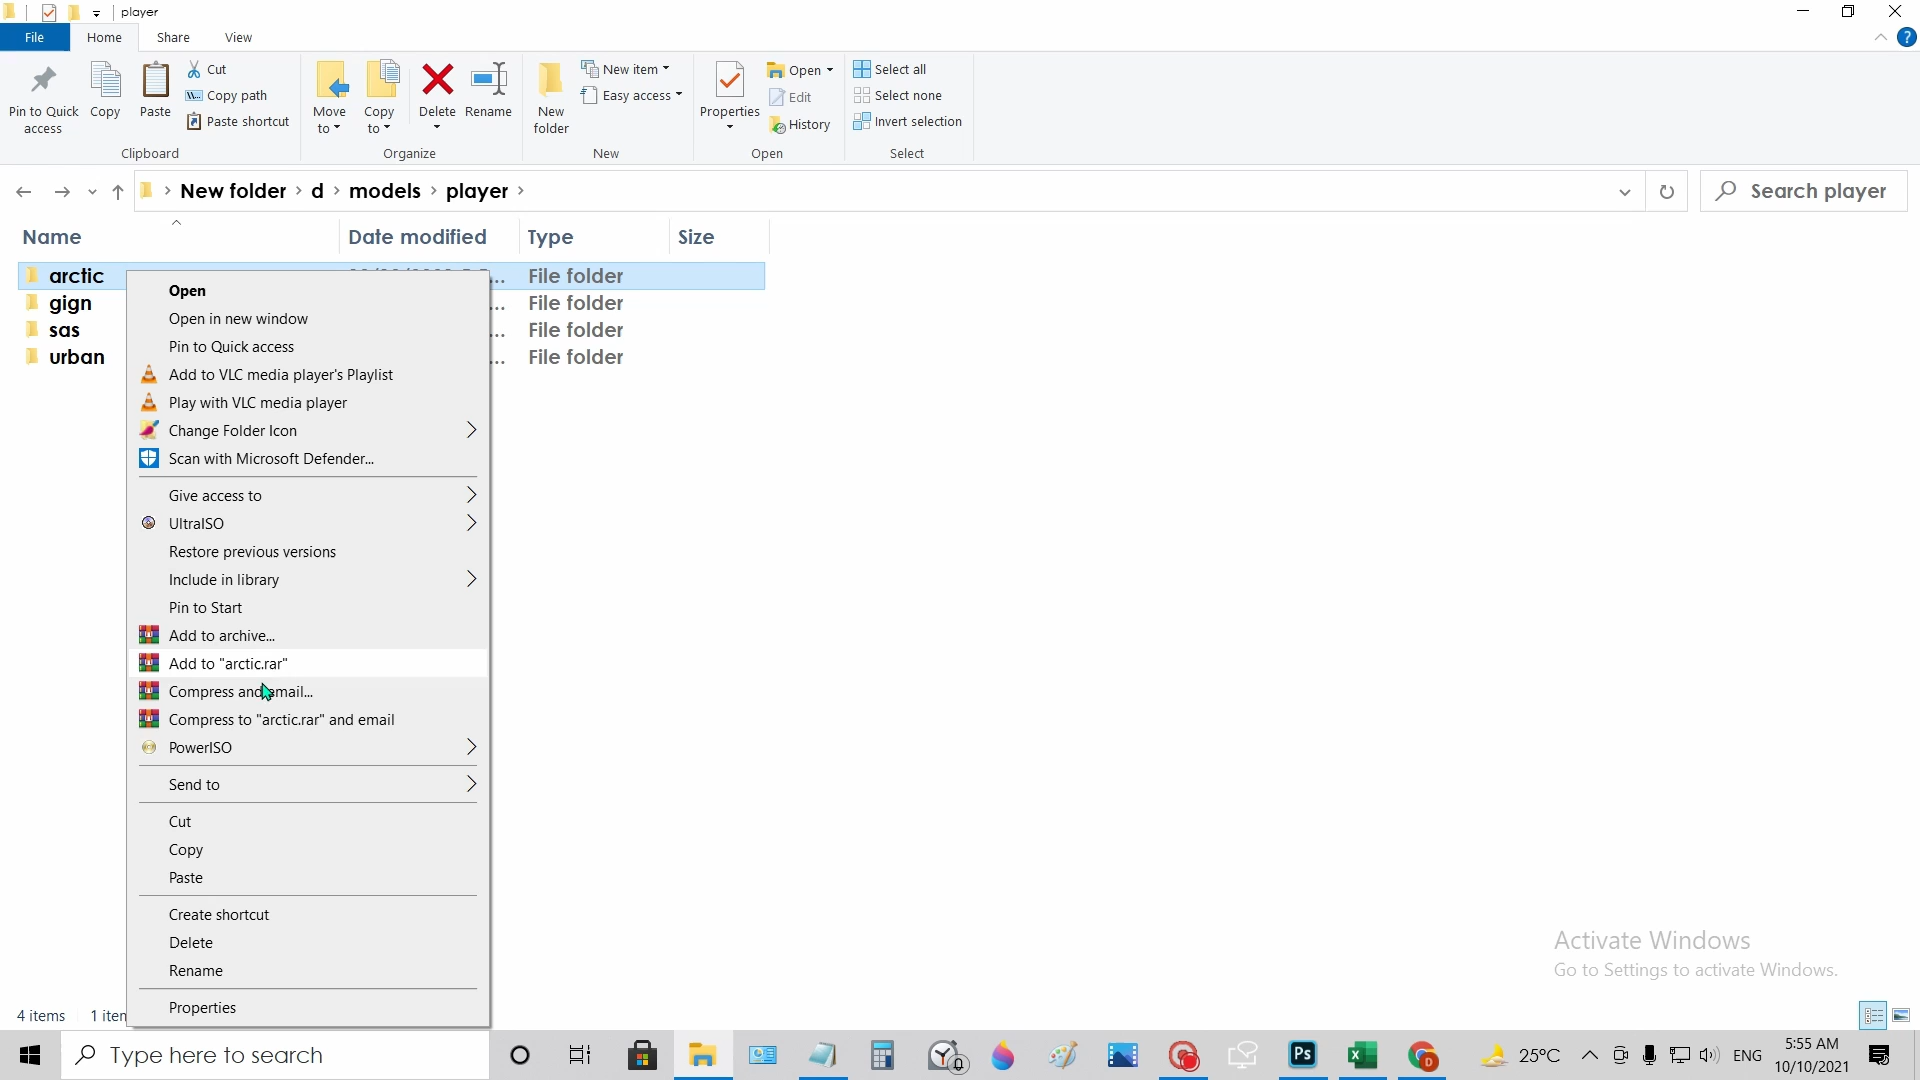 player
File Home Share View
Pin to Quick access
Copy
Paste
Cut
Copy path
Paste shortcut
Clipboard
Move to
Copy to
Delete
Rename
Organize
New folder
New item
Easy access
New
Properties
Open
Edit
History
Open
Select all
Select none
Invert selection
Select
New folder › d › models › player ›
Search player
Name Date modified Type Size
arctic File folder
gign ... File folder
sas ... File folder
urban ... File folder
Open
Open in new window
Pin to Quick access
Add to VLC media player's Playlist
Play with VLC media player
Change Folder Icon
Scan with Microsoft Defender...
Give access to
UltraISO
Restore previous versions
Include in library
Pin to Start
Add to archive...
Add to "arctic.rar"
Compress and email...
Compress to "arctic.rar" and email
PowerISO
Send to
Cut
Copy
Paste
Create shortcut
Delete
Rename
Properties
Activate Windows
Go to Settings to activate Windows.
4 items 1
Type here to search
Ps
25°C
ENG
5:55 AM
10/10/2021